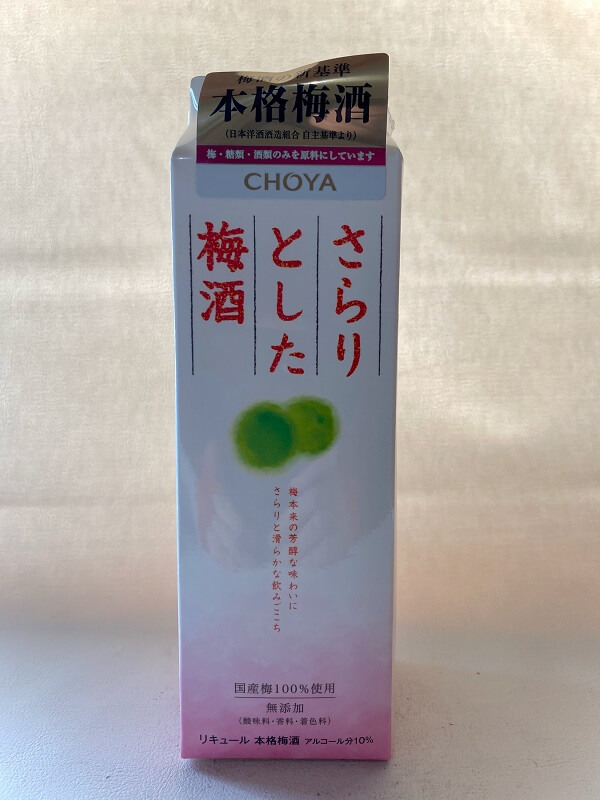 梅酒の新基準
本格梅酒
(日本洋酒酒造組合 自主基準より)
梅・糖類・酒類のみを原料にしています
CHOYA
さらり
とした
梅酒
梅本来の芳醇な味わいに
さらりと滑らかな飲みごこち
国産梅100%使用
無添加
(酸味料・香料・着色料)
リキュール 本格梅酒 アルコール分10%